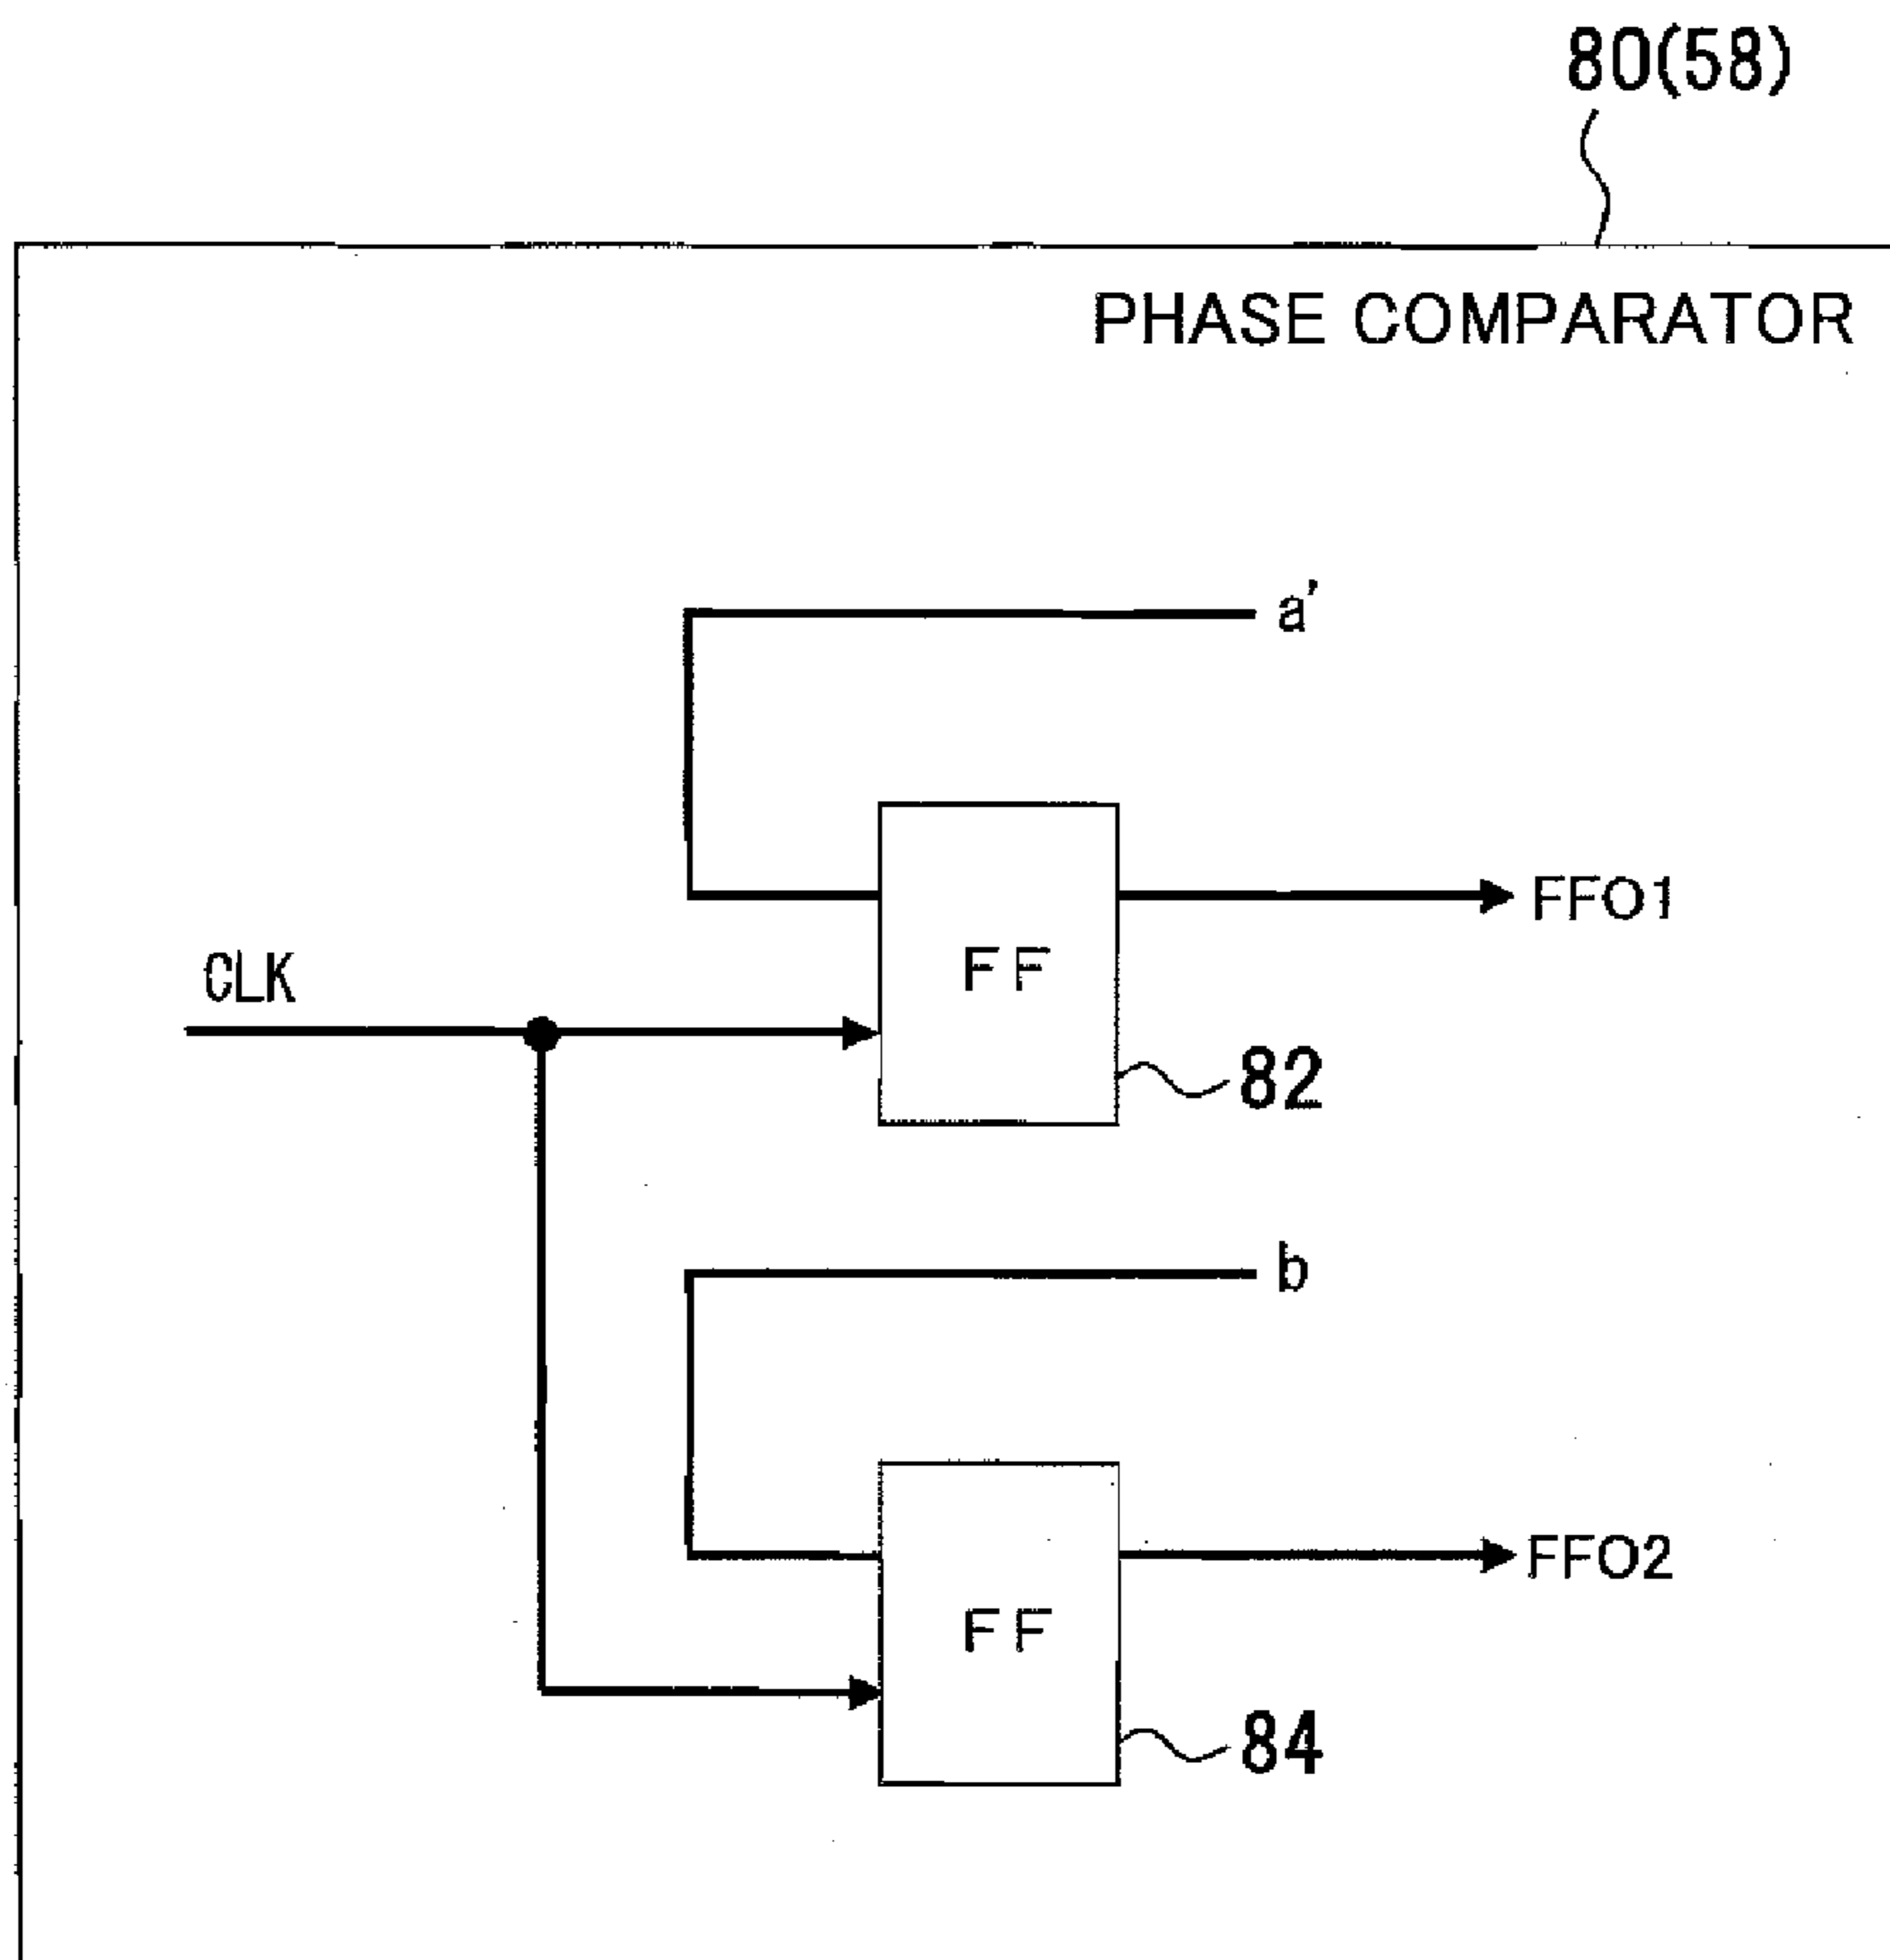 80(58)
PHASE COMPARATOR
a'
FFO1
FF
CLK
82
b
FFO2
FF
84